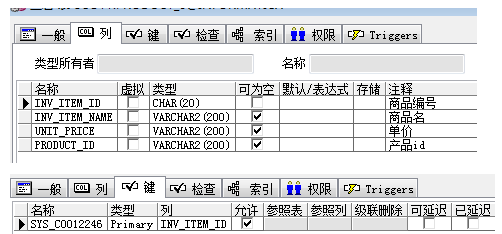 一般 列 键 检查 索引 权限 Triggers
类型所有者 名称
名称 虚拟 类型 可为空 默认/表达式 存储 注释
INV_ITEM_ID CHAR(20) 商品编号
INV_ITEM_NAME VARCHAR2(200) 商品名
UNIT_PRICE VARCHAR2(200) 单价
PRODUCT_ID VARCHAR2(200) 产品id
一般 列 键 检查 索引 权限 Triggers
名称 类型 列 允许 参照表 参照列 级联删除 可延迟 已延迟
SYS_C0012246 Primary INV_ITEM_ID